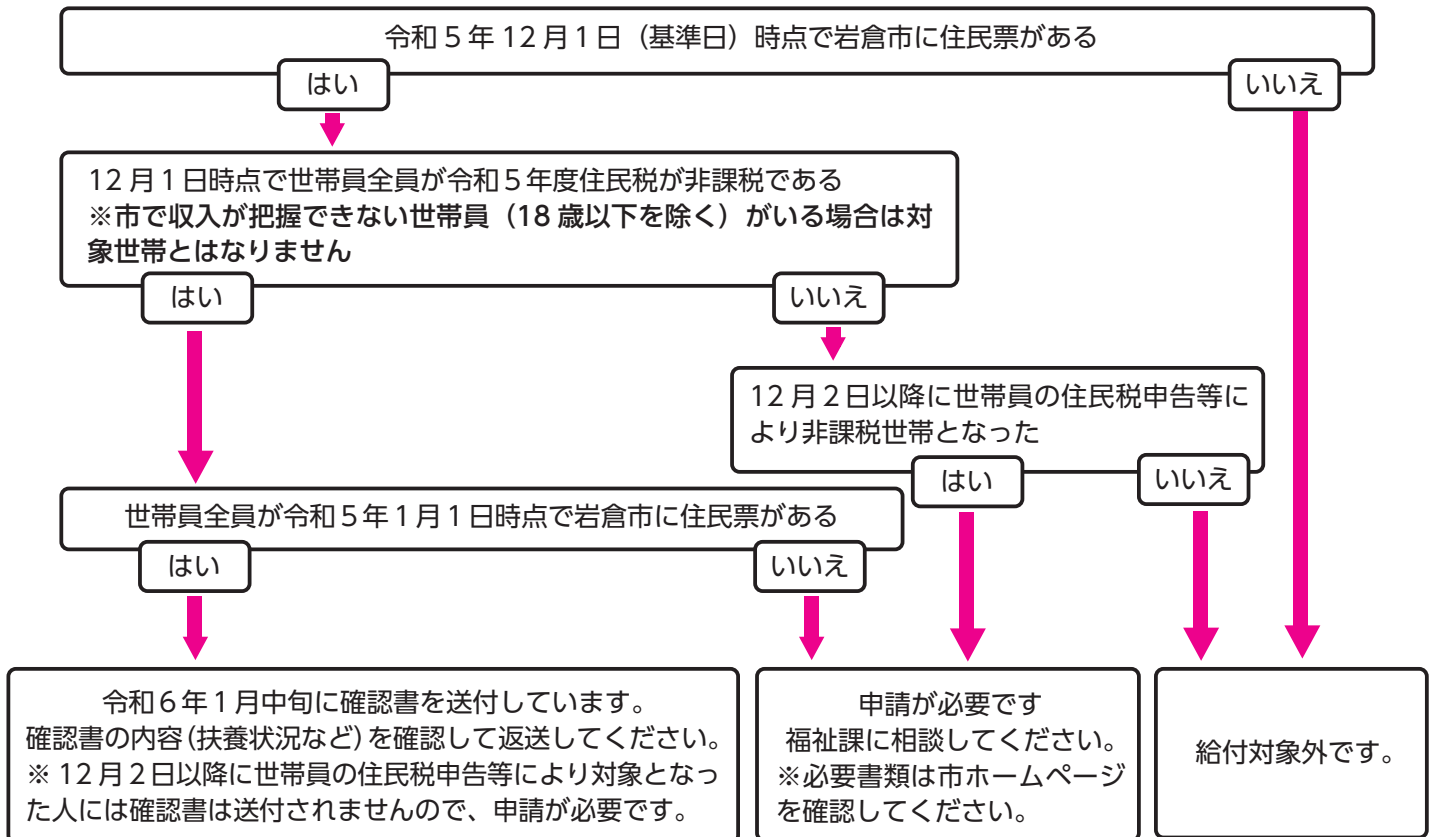 令和5年12月1日（基準日）時点で岩倉市に住民票がある
はい
いいえ
12月1日時点で世帯員全員が令和5年度住民税が非課税である
※市で収入が把握できない世帯員（18歳以下を除く）がいる場合は対
象世帯とはなりません
はい
いいえ
12月2日以降に世帯員の住民税申告等に
より非課税世帯となった
はい
いいえ
世帯員全員が令和5年1月1日時点で岩倉市に住民票がある
はい
いいえ
令和6年1月中旬に確認書を送付しています。
確認書の内容（扶養状況など）を確認して返送してください。
※12月2日以降に世帯員の住民税申告等により対象となっ
た人には確認書は送付されませんので、申請が必要です。
申請が必要です
福祉課に相談してください。
※必要書類は市ホームページ
を確認してください。
給付対象外です。